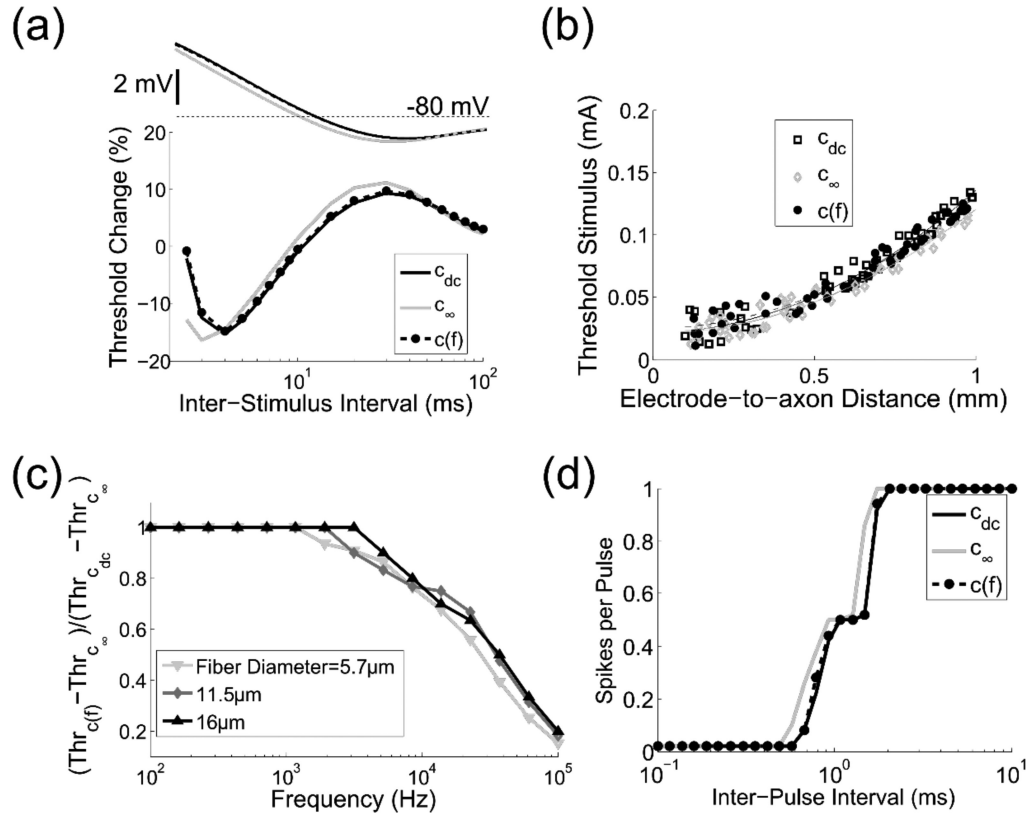 (a)
2 mV
-80 mV
Threshold Change (%)
20
10
0
−10
−20
c_dc
c_∞
c(f)
10^1
10^2
Inter−Stimulus Interval (ms)
(b)
Threshold Stimulus (mA)
0.2
0.15
0.1
0.05
0
c_dc
c_∞
c(f)
0
0.5
1
Electrode−to−axon Distance (mm)
(c)
(Thr_c(f) −Thr_c_∞)/(Thr_c_dc −Thr_c_∞)
1
0.8
0.6
0.4
0.2
Fiber Diameter=5.7µm
11.5µm
16µm
10^2
10^3
10^4
10^5
Frequency (Hz)
(d)
Spikes per Pulse
1
0.8
0.6
0.4
0.2
0
c_dc
c_∞
c(f)
10^−1
10^0
10^1
Inter−Pulse Interval (ms)